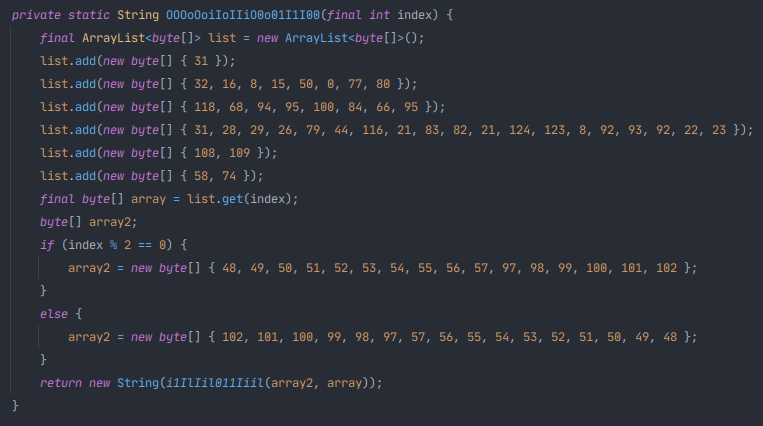 private static String OOOoOoiIoIIiO0o01I1I00(final int index) {
    final ArrayList<byte[]> list = new ArrayList<byte[]>();
    list.add(new byte[] { 31 });
    list.add(new byte[] { 32, 16, 8, 15, 50, 0, 77, 80 });
    list.add(new byte[] { 118, 68, 94, 95, 100, 84, 66, 95 });
    list.add(new byte[] { 31, 28, 29, 26, 79, 44, 116, 21, 83, 82, 21, 124, 123, 8, 92, 93, 92, 22, 23 });
    list.add(new byte[] { 108, 109 });
    list.add(new byte[] { 58, 74 });
    final byte[] array = list.get(index);
    byte[] array2;
    if (index % 2 == 0) {
        array2 = new byte[] { 48, 49, 50, 51, 52, 53, 54, 55, 56, 57, 97, 98, 99, 100, 101, 102 };
    }
    else {
        array2 = new byte[] { 102, 101, 100, 99, 98, 97, 57, 56, 55, 54, 53, 52, 51, 50, 49, 48 };
    }
    return new String(i1IlIil011Iiil(array2, array));
}